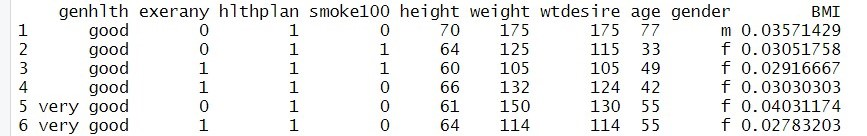 genhlth exerany hlthplan smoke100 height weight wtdesire age gender BMI
1 good 0 1 0 70 175 175 77 m 0.03571429
2 good 0 1 1 64 125 115 33 f 0.03051758
3 good 1 1 1 60 105 105 49 f 0.02916667
4 good 1 1 0 66 132 124 42 f 0.03030303
5 very good 0 1 0 61 150 130 55 f 0.04031174
6 very good 1 1 0 64 114 114 55 f 0.02783203